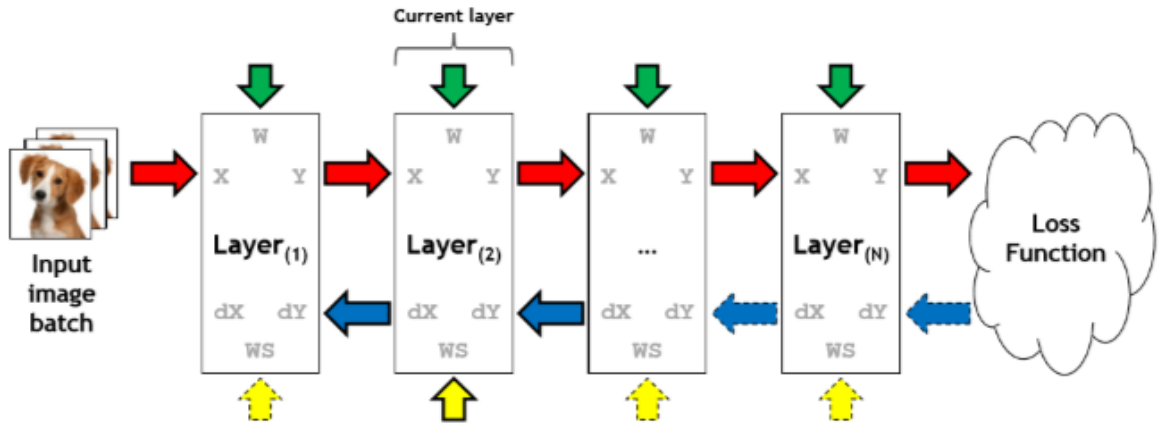 Current layer
W W W W
X Y X Y X Y X Y
Layer(1) Layer(2) ... Layer(N)
Loss
Function
Input
image
batch
dX dY dX dY dX dY dX dY
WS WS WS WS